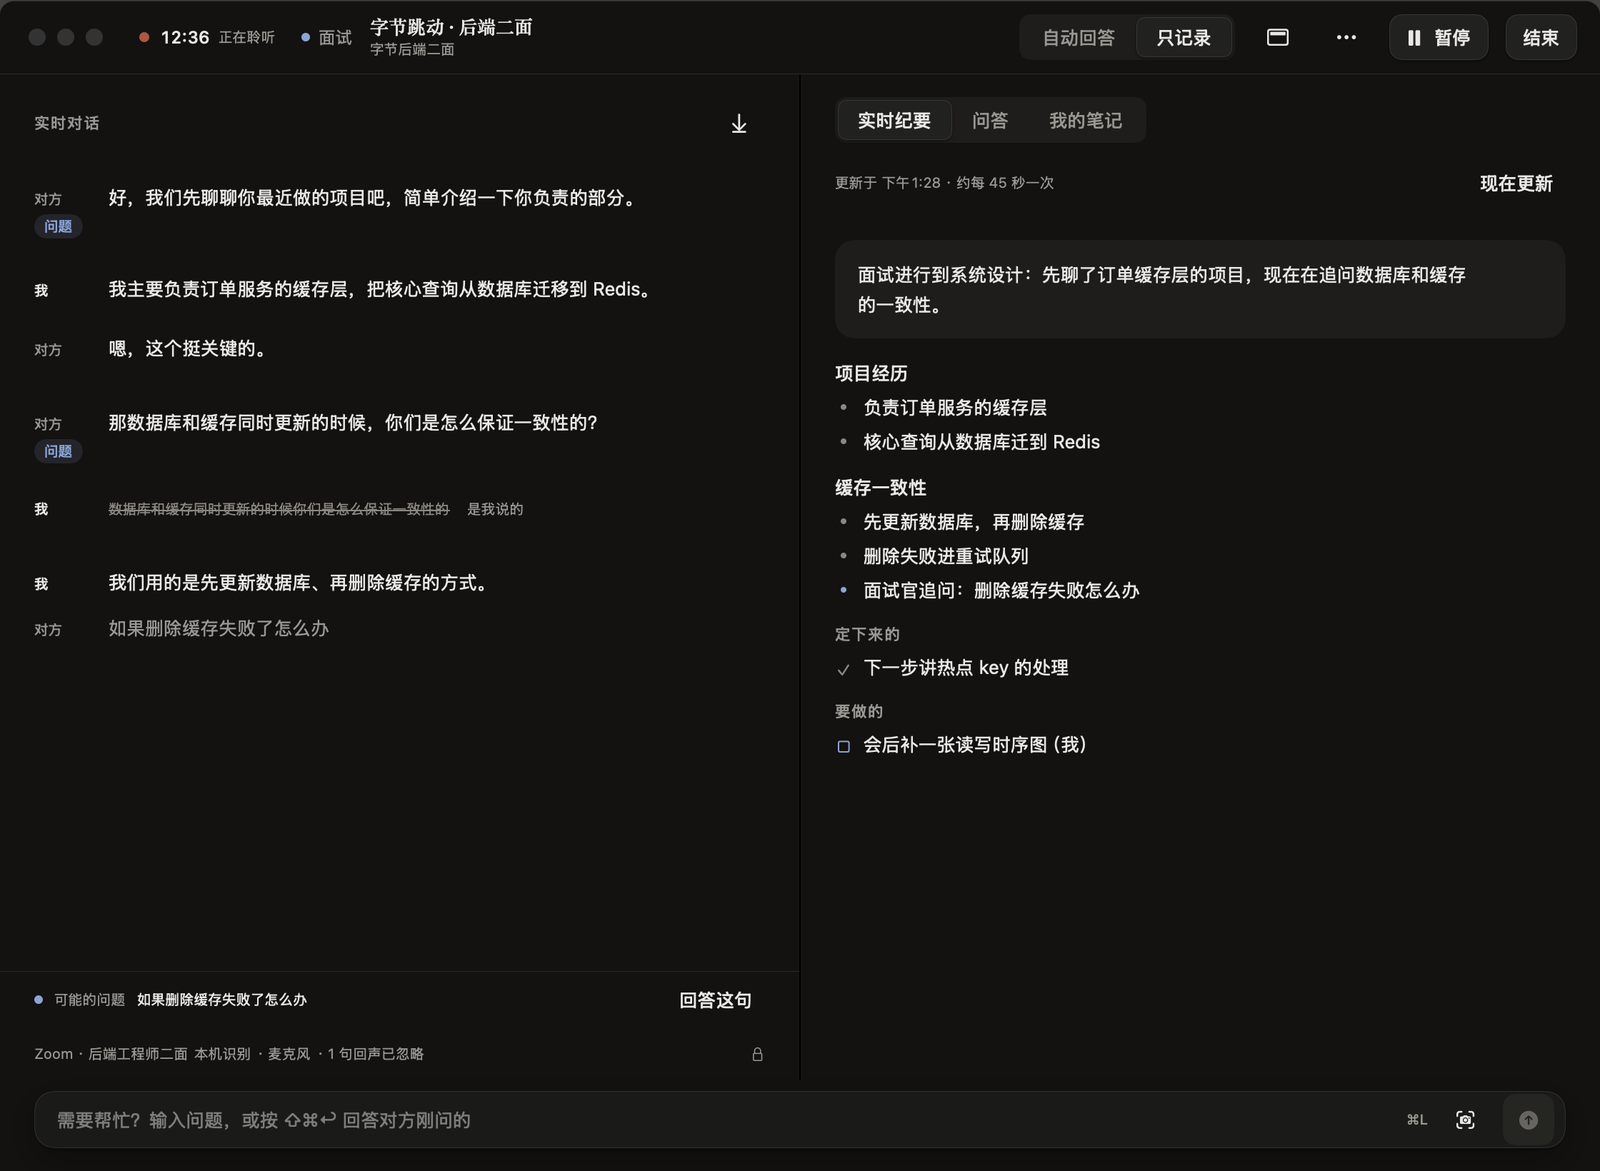 12:36 正在聆听 面试 字节跳动 · 后端二面
字节后端二面
自动回答 只记录 暂停 结束
实时对话
对方 好，我们先聊聊你最近做的项目吧，简单介绍一下你负责的部分。
问题
我 我主要负责订单服务的缓存层，把核心查询从数据库迁移到 Redis。
对方 嗯，这个挺关键的。
对方 那数据库和缓存同时更新的时候，你们是怎么保证一致性的？
问题
我 数据库和缓存同时更新的时候你们是怎么保证一致性的 是我说的
我 我们用的是先更新数据库、再删除缓存的方式。
对方 如果删除缓存失败了怎么办
可能的问题 如果删除缓存失败了怎么办 回答这句
Zoom · 后端工程师二面 本机识别 · 麦克风 · 1 句回声已忽略
实时纪要 问答 我的笔记
更新于 下午1:28 · 约每 45 秒一次 现在更新
面试进行到系统设计：先聊了订单缓存层的项目，现在在追问数据库和缓存
的一致性。
项目经历
• 负责订单服务的缓存层
• 核心查询从数据库迁到 Redis
缓存一致性
• 先更新数据库，再删除缓存
• 删除失败进重试队列
• 面试官追问：删除缓存失败怎么办
定下来的
✓ 下一步讲热点 key 的处理
要做的
会后补一张读写时序图（我）
需要帮忙？输入问题，或按 ⇧⌘↩ 回答对方刚问的 ⌘L